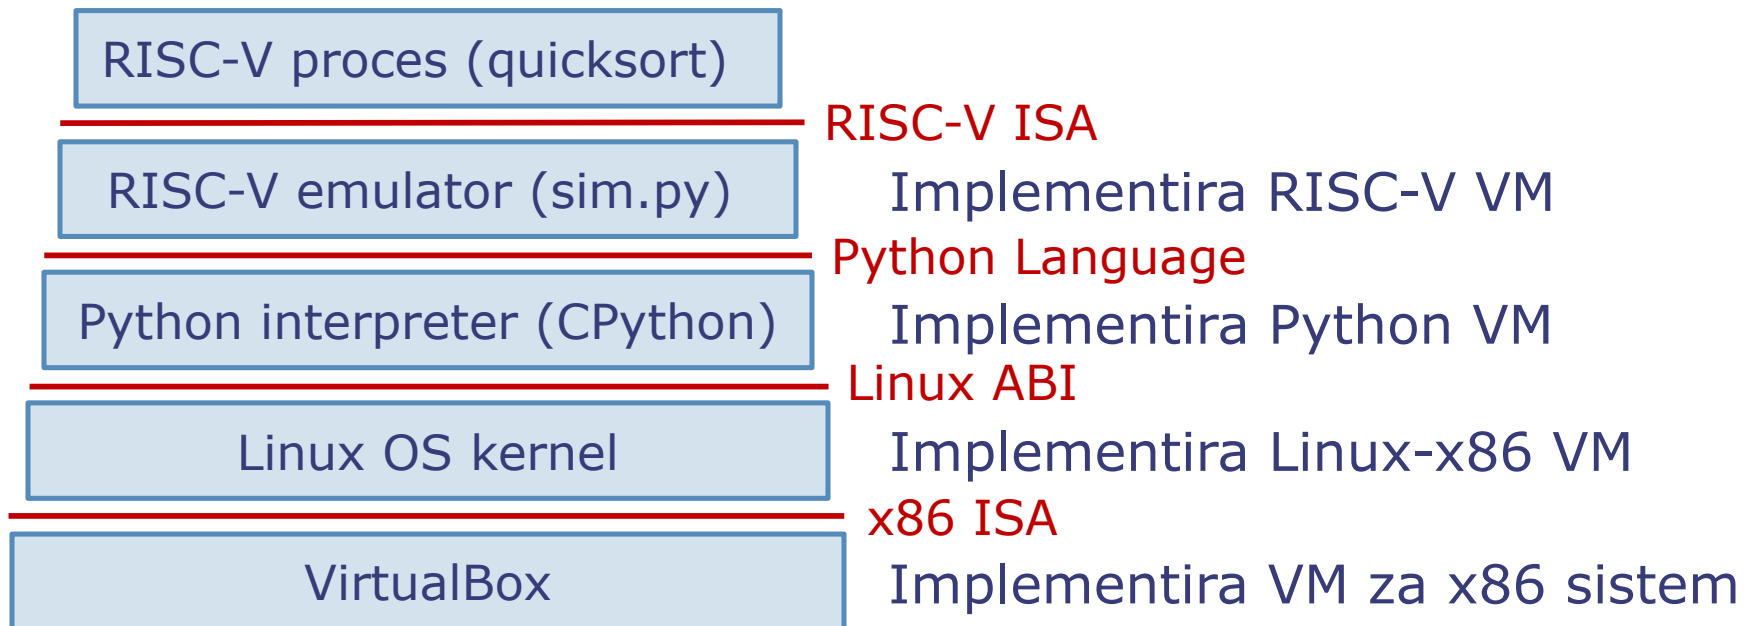 RISC-V proces (quicksort)
RISC-V ISA
RISC-V emulator (sim.py)
Implementira RISC-V VM
Python Language
Python interpreter (CPython)
Implementira Python VM
Linux ABI
Linux OS kernel
Implementira Linux-x86 VM
x86 ISA
VirtualBox
Implementira VM za x86 sistem